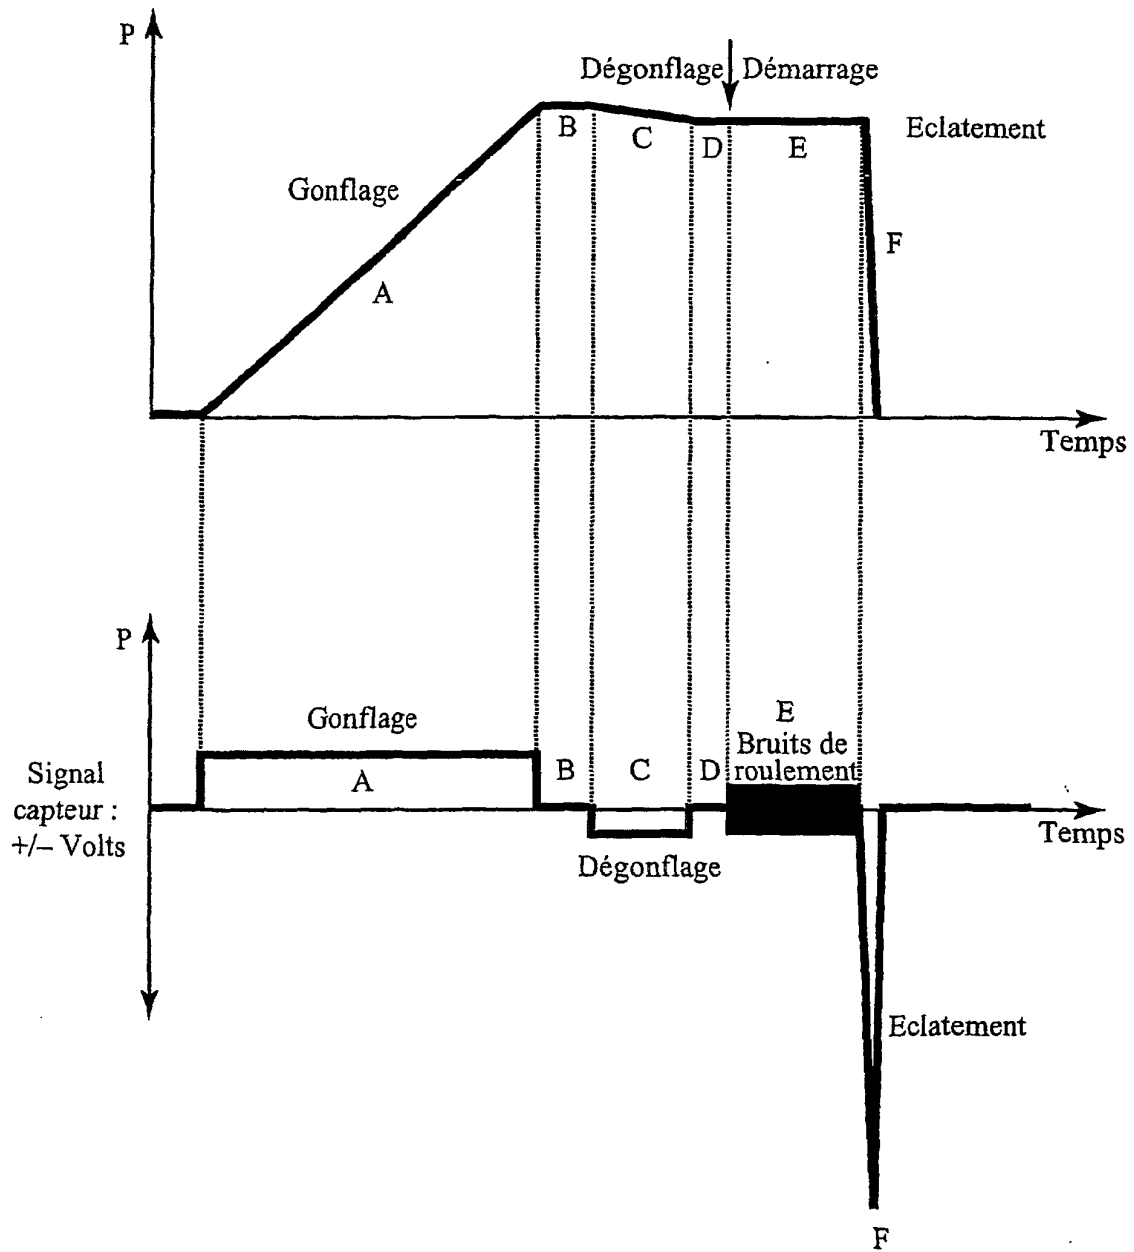 P
Dégonflage Démarrage
B
C
D
E
Eclatement
Gonflage
F
A
Temps
P
Gonflage
E
Bruits de
roulement
Signal
capteur :
+/– Volts
A
B
C
D
Temps
Dégonflage
Eclatement
F